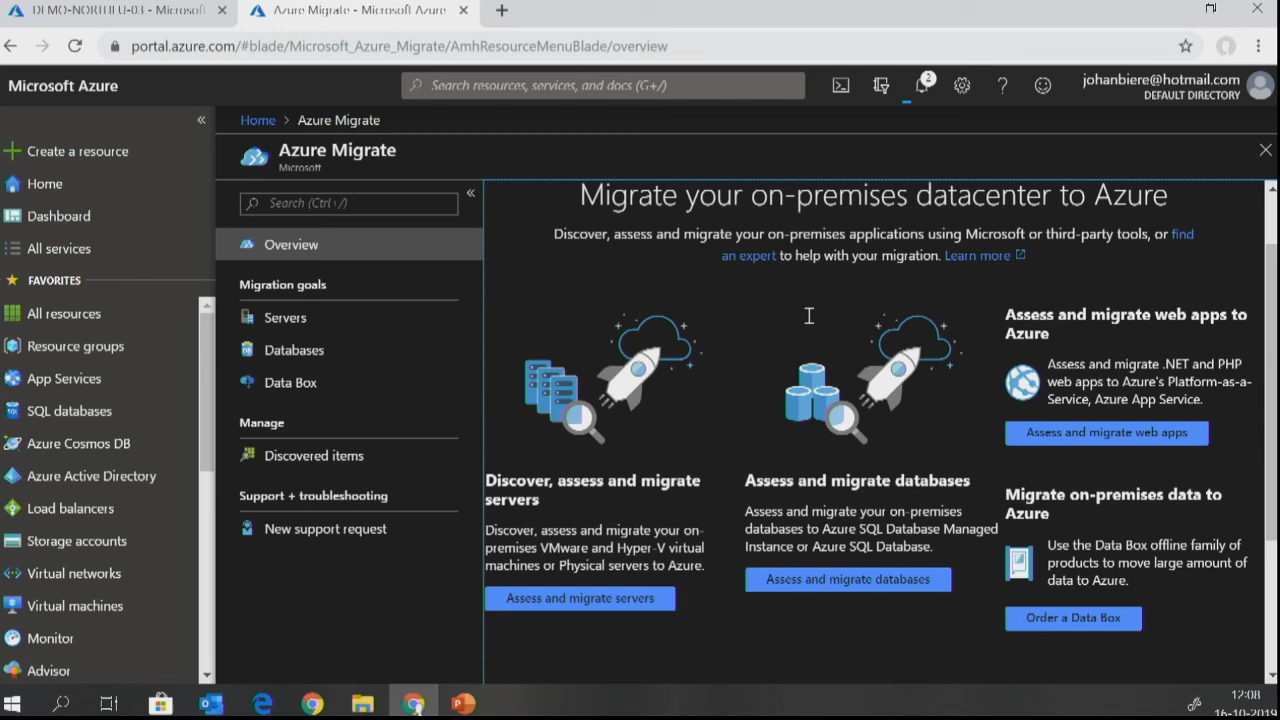 DEMO-NORTHEU-03 - Microsoft
Azure Migrate - Microsoft Azure
portal.azure.com/#blade/Microsoft_Azure_Migrate/AmhResourceMenuBlade/overview
Microsoft Azure
Search resources, services, and docs (G+/)
2
johanbiere@hotmail.com
DEFAULT DIRECTORY
Home > Azure Migrate
Azure Migrate
Microsoft
Create a resource
Home
Dashboard
All services
FAVORITES
All resources
Resource groups
App Services
SQL databases
Azure Cosmos DB
Azure Active Directory
Load balancers
Storage accounts
Virtual networks
Virtual machines
Monitor
Advisor
Search (Ctrl+/)
Overview
Migration goals
Servers
Databases
Data Box
Manage
Discovered items
Support + troubleshooting
New support request
Migrate your on-premises datacenter to Azure
Discover, assess and migrate your on-premises applications using Microsoft or third-party tools, or find
an expert to help with your migration. Learn more
Discover, assess and migrate
servers
Discover, assess and migrate your on-
premises VMware and Hyper-V virtual
machines or Physical servers to Azure.
Assess and migrate servers
Assess and migrate databases
Assess and migrate your on-premises
databases to Azure SQL Database Managed
Instance or Azure SQL Database.
Assess and migrate databases
Assess and migrate web apps to
Azure
Assess and migrate .NET and PHP
web apps to Azure's Platform-as-a-
Service, Azure App Service.
Assess and migrate web apps
Migrate on-premises data to
Azure
Use the Data Box offline family of
products to move large amount of
data to Azure.
Order a Data Box
12:08
16-10-2019